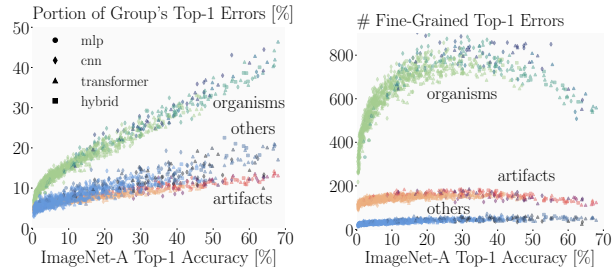 Portion of Group's Top-1 Errors [%]
50
40
30
20
10
0
mlp
cnn
transformer
hybrid
organisms
others
artifacts
0 10 20 30 40 50 60 70
ImageNet-A Top-1 Accuracy [%]
# Fine-Grained Top-1 Errors
800
600
400
200
0
organisms
artifacts
others
0 10 20 30 40 50 60 70
ImageNet-A Top-1 Accuracy [%]